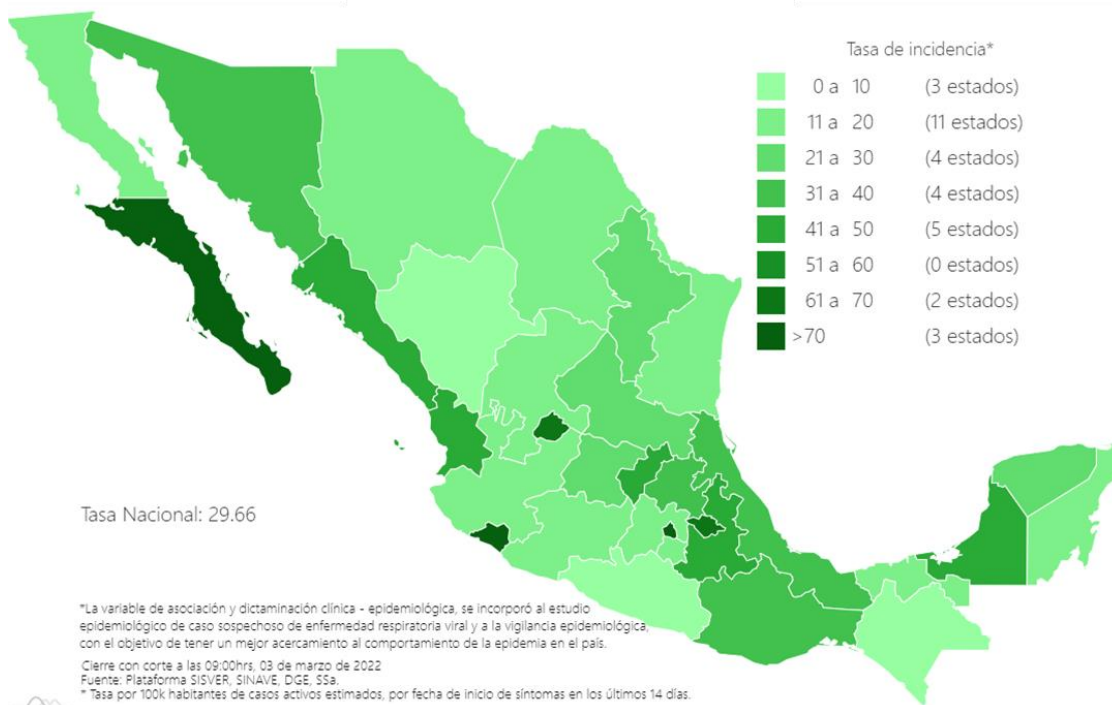 Tasa de incidencia*
0 a 10 (3 estados)
11 a 20 (11 estados)
21 a 30 (4 estados)
31 a 40 (4 estados)
41 a 50 (5 estados)
51 a 60 (0 estados)
61 a 70 (2 estados)
>70 (3 estados)
Tasa Nacional: 29.66
*La variable de asociación y dictaminación clínica - epidemiológica, se incorporó al estudio
epidemiológico de caso sospechoso de enfermedad respiratoria viral y a la vigilancia epidemiológica,
con el objetivo de tener un mejor acercamiento al comportamiento de la epidemia en el país.
Cierre con corte a las 09:00hrs, 03 de marzo de 2022
Fuente: Plataforma SISVER, SINAVE, DGE, SSa.
* Tasa por 100k habitantes de casos activos estimados, por fecha de inicio de síntomas en los últimos 14 días.